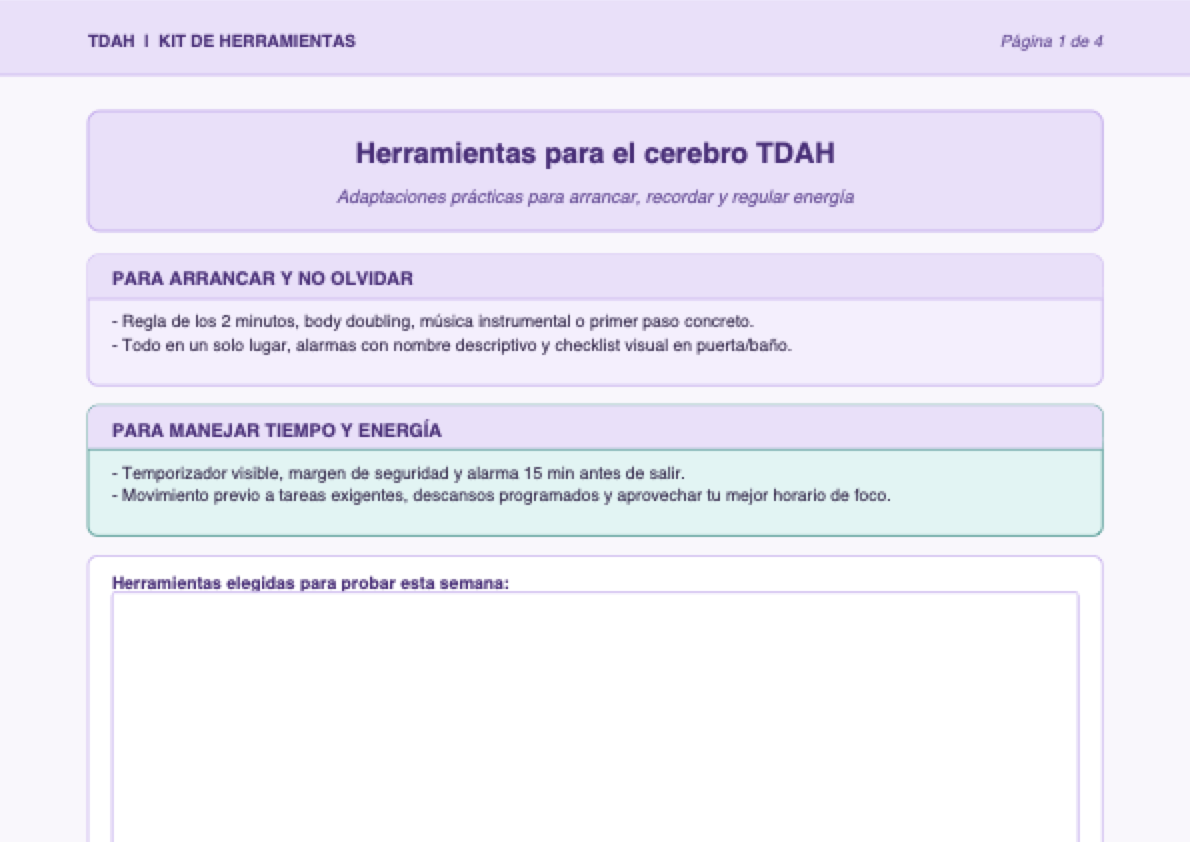 TDAH | KIT DE HERRAMIENTAS
Página 1 de 4
Herramientas para el cerebro TDAH
Adaptaciones prácticas para arrancar, recordar y regular energía
PARA ARRANCAR Y NO OLVIDAR
- Regla de los 2 minutos, body doubling, música instrumental o primer paso concreto.
- Todo en un solo lugar, alarmas con nombre descriptivo y checklist visual en puerta/baño.
PARA MANEJAR TIEMPO Y ENERGÍA
- Temporizador visible, margen de seguridad y alarma 15 min antes de salir.
- Movimiento previo a tareas exigentes, descansos programados y aprovechar tu mejor horario de foco.
Herramientas elegidas para probar esta semana: